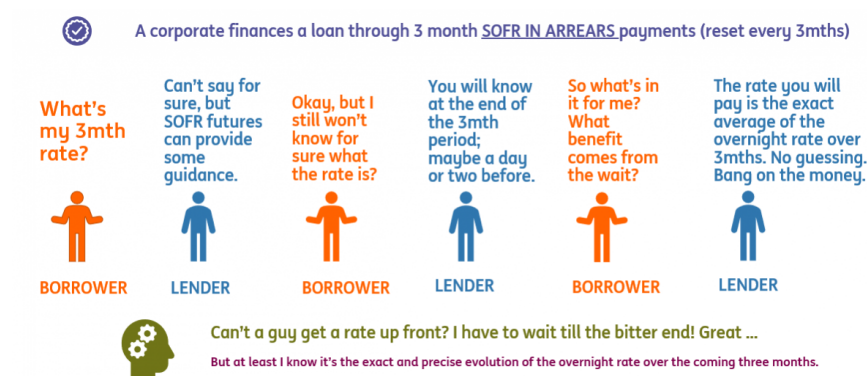 A corporate finances a loan through 3 month SOFR IN ARREARS payments (reset every 3mths)
What's
my 3mth
rate?
Can't say for
sure, but
SOFR futures
can provide
some
guidance.
Okay, but I
still won't
know for
sure what
the rate is?
You will know
at the end of
the 3mth
period;
maybe a day
or two before.
So what's in
it for me?
What
benefit
comes from
the wait?
The rate you will
pay is the exact
average of the
overnight rate over
3mths. No guessing.
Bang on the money.
BORROWER
LENDER
BORROWER
LENDER
BORROWER
LENDER
Can't a guy get a rate up front? I have to wait till the bitter end! Great ...
But at least I know it's the exact and precise evolution of the overnight rate over the coming three months.